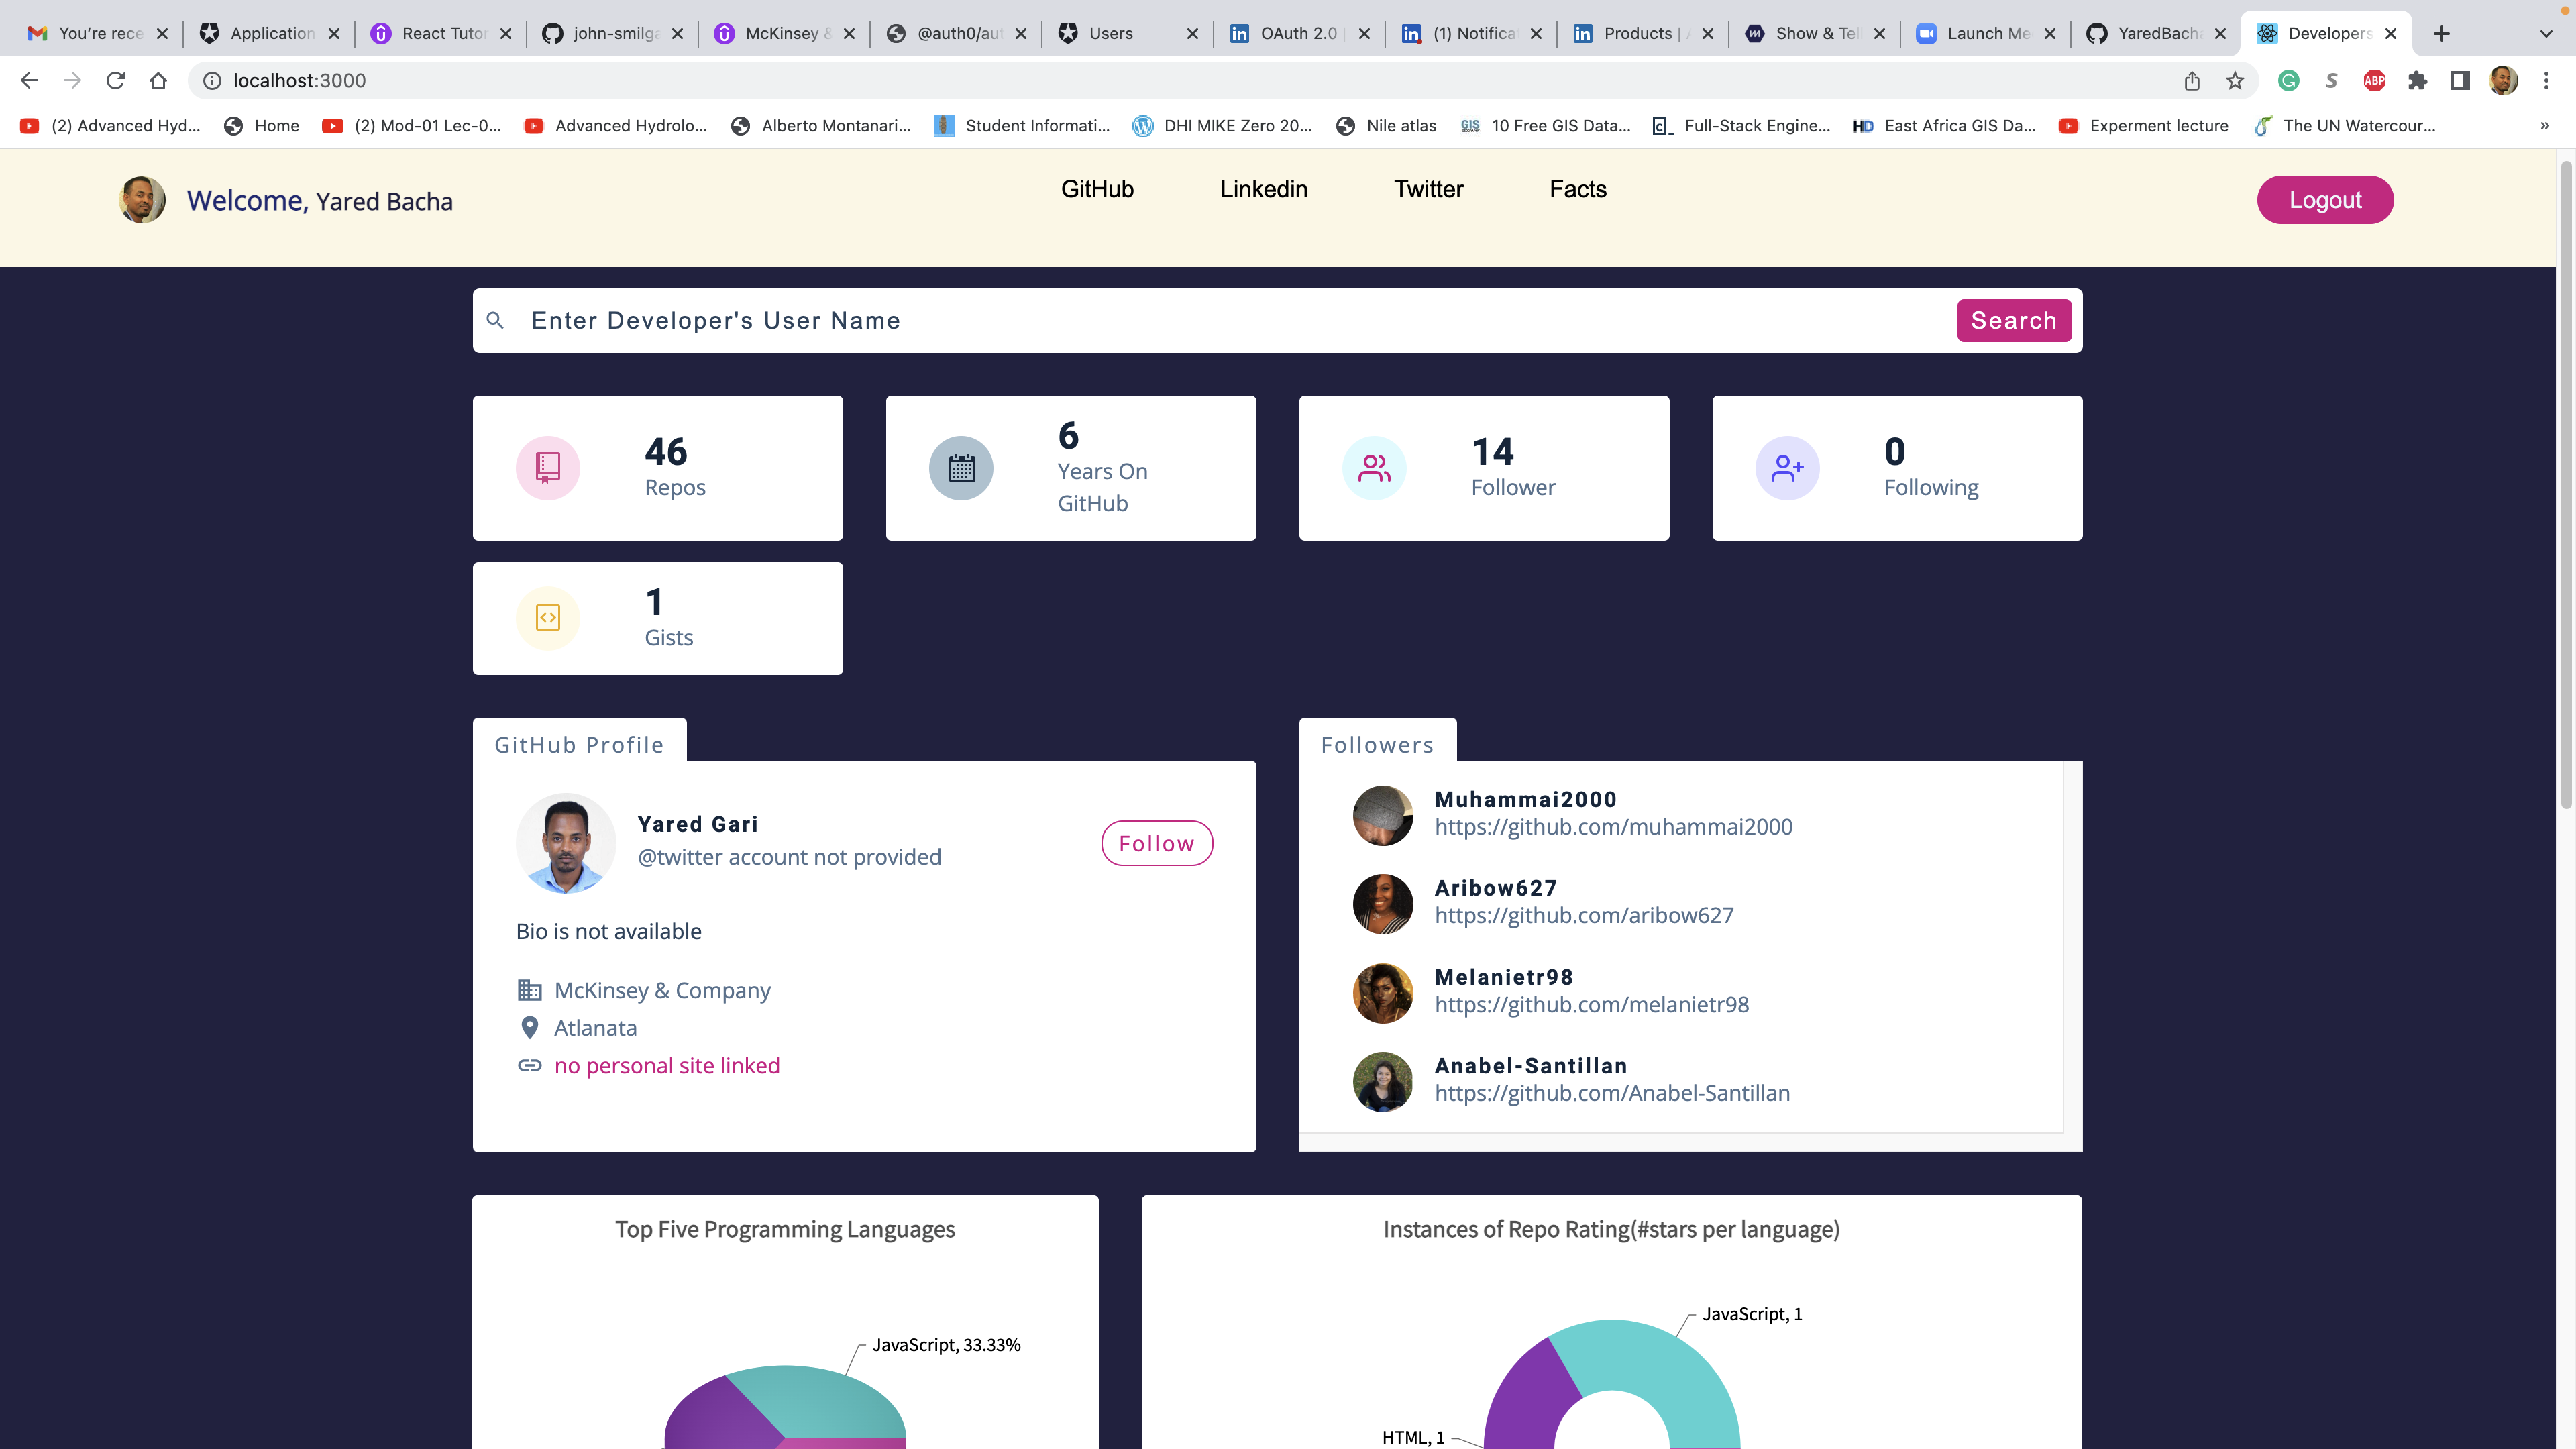 You're rece
Application
React Tutor
john-smilga
McKinsey &
@auth0/aut
Users
OAuth 2.0 |
(1) Notificat
Products | A
Show & Tell
Launch Me
YaredBacha
Developers
localhost:3000
ABP
(2) Advanced Hyd...
Home
(2) Mod-01 Lec-0...
Advanced Hydrolo...
Alberto Montanari...
Student Informati...
DHI MIKE Zero 20...
Nile atlas
GIS 10 Free GIS Data...
Full-Stack Engine...
HD East Africa GIS Da...
Experment lecture
The UN Watercour...
»
Welcome, Yared Bacha
GitHub
Linkedin
Twitter
Facts
Logout
Enter Developer's User Name
Search
46
Repos
6
Years On
GitHub
14
Follower
0
Following
1
Gists
GitHub Profile
Yared Gari
@twitter account not provided
Follow
Bio is not available
McKinsey & Company
Atlanata
no personal site linked
Followers
Muhammai2000
https://github.com/muhammai2000
Aribow627
https://github.com/aribow627
Melanietr98
https://github.com/melanietr98
Anabel-Santillan
https://github.com/Anabel-Santillan
Top Five Programming Languages
JavaScript, 33.33%
Instances of Repo Rating(#stars per language)
JavaScript, 1
HTML, 1